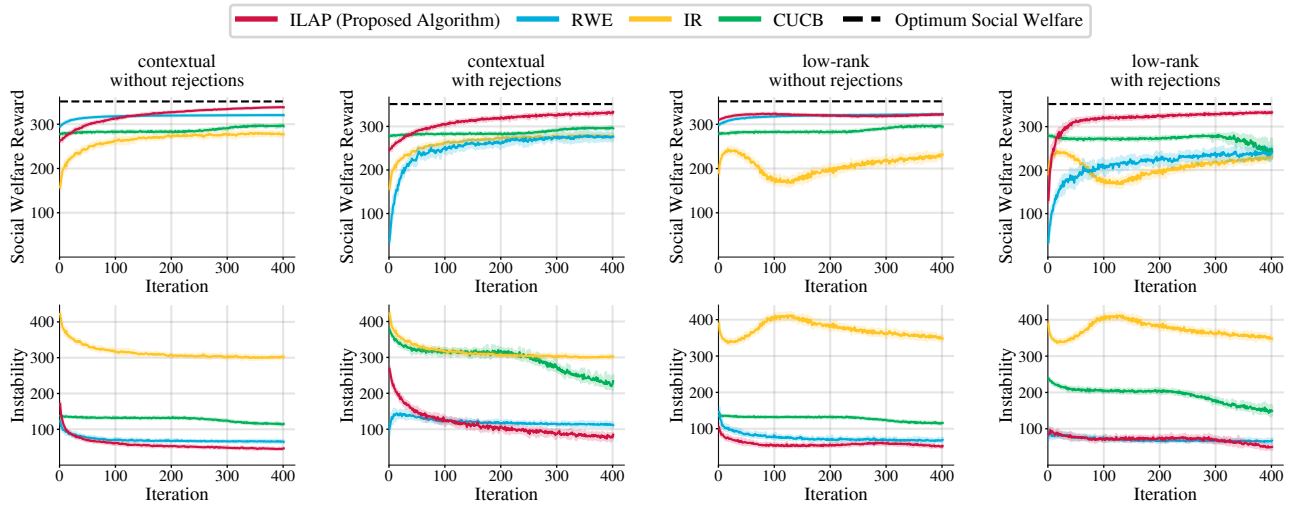 ILAP (Proposed Algorithm) RWE IR CUCB Optimum Social Welfare
contextual
without rejections
contextual
with rejections
low-rank
without rejections
low-rank
with rejections
Social Welfare Reward
300
200
100
0 100 200 300 400
Iteration
Social Welfare Reward
300
200
100
0 100 200 300 400
Iteration
Social Welfare Reward
300
200
100
0 100 200 300 400
Iteration
Social Welfare Reward
300
200
100
0 100 200 300 400
Iteration
Instability
400
300
200
100
0 100 200 300 400
Iteration
Instability
400
300
200
100
0 100 200 300 400
Iteration
Instability
400
300
200
100
0 100 200 300 400
Iteration
Instability
400
300
200
100
0 100 200 300 400
Iteration